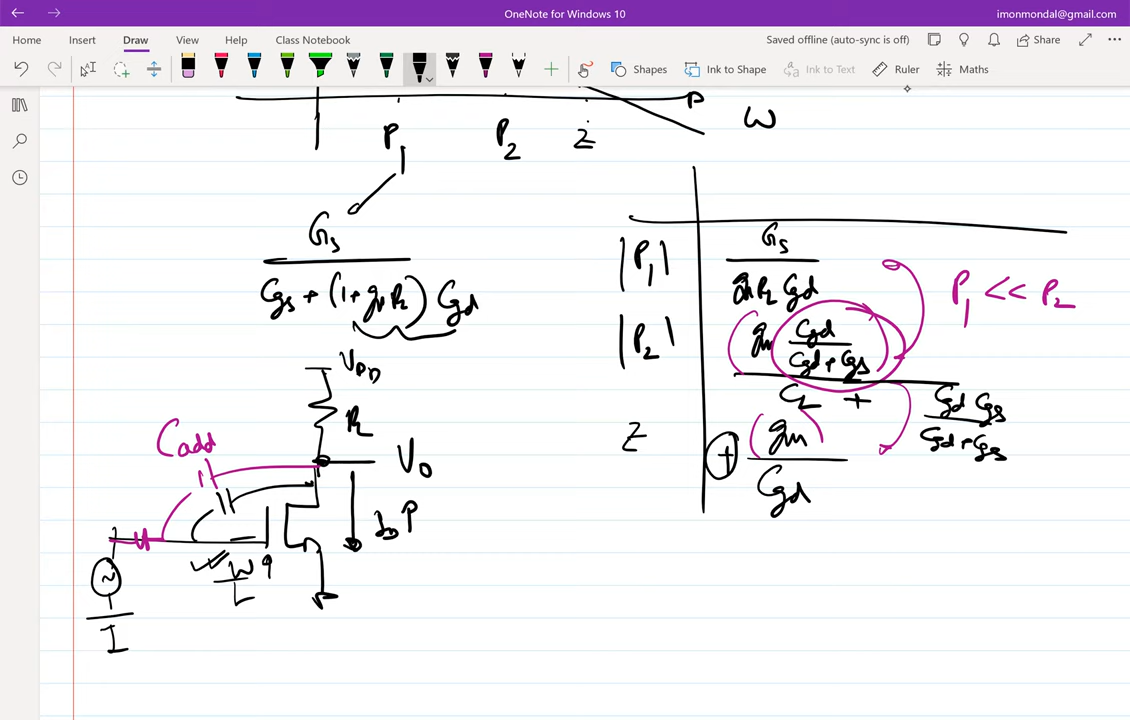 OneNote for Windows 10
imonmondal@gmail.com
Home Insert Draw View Help Class Notebook
Saved offline (auto-sync is off) Share
Shapes Ink to Shape Ink to Text Ruler Maths
P1 P2 Z ω
Gs
Cgs + (1 + gmRL) Cgd
|P1|
Gs
gmRL Cgd
P1 << P2
|P2|
gm Cgd
Cgd + Cgs
CL + Cgd Cgs
Cgd + Cgs
Z
+ gm
Cgd
VDD
RL
Cadd
VO
ID↑
W↑
L
I